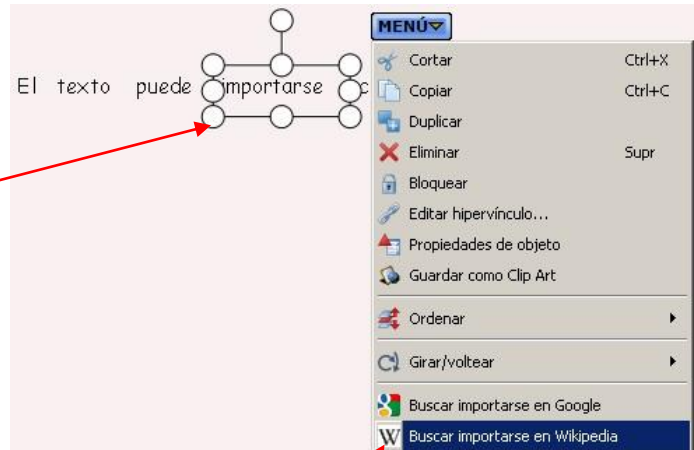 MENÚ
El texto puede importarse c
Cortar Ctrl+X
Copiar Ctrl+C
Duplicar
Eliminar Supr
Bloquear
Editar hipervínculo...
Propiedades de objeto
Guardar como Clip Art
Ordenar
Girar/voltear
Buscar importarse en Google
W Buscar importarse en Wikipedia